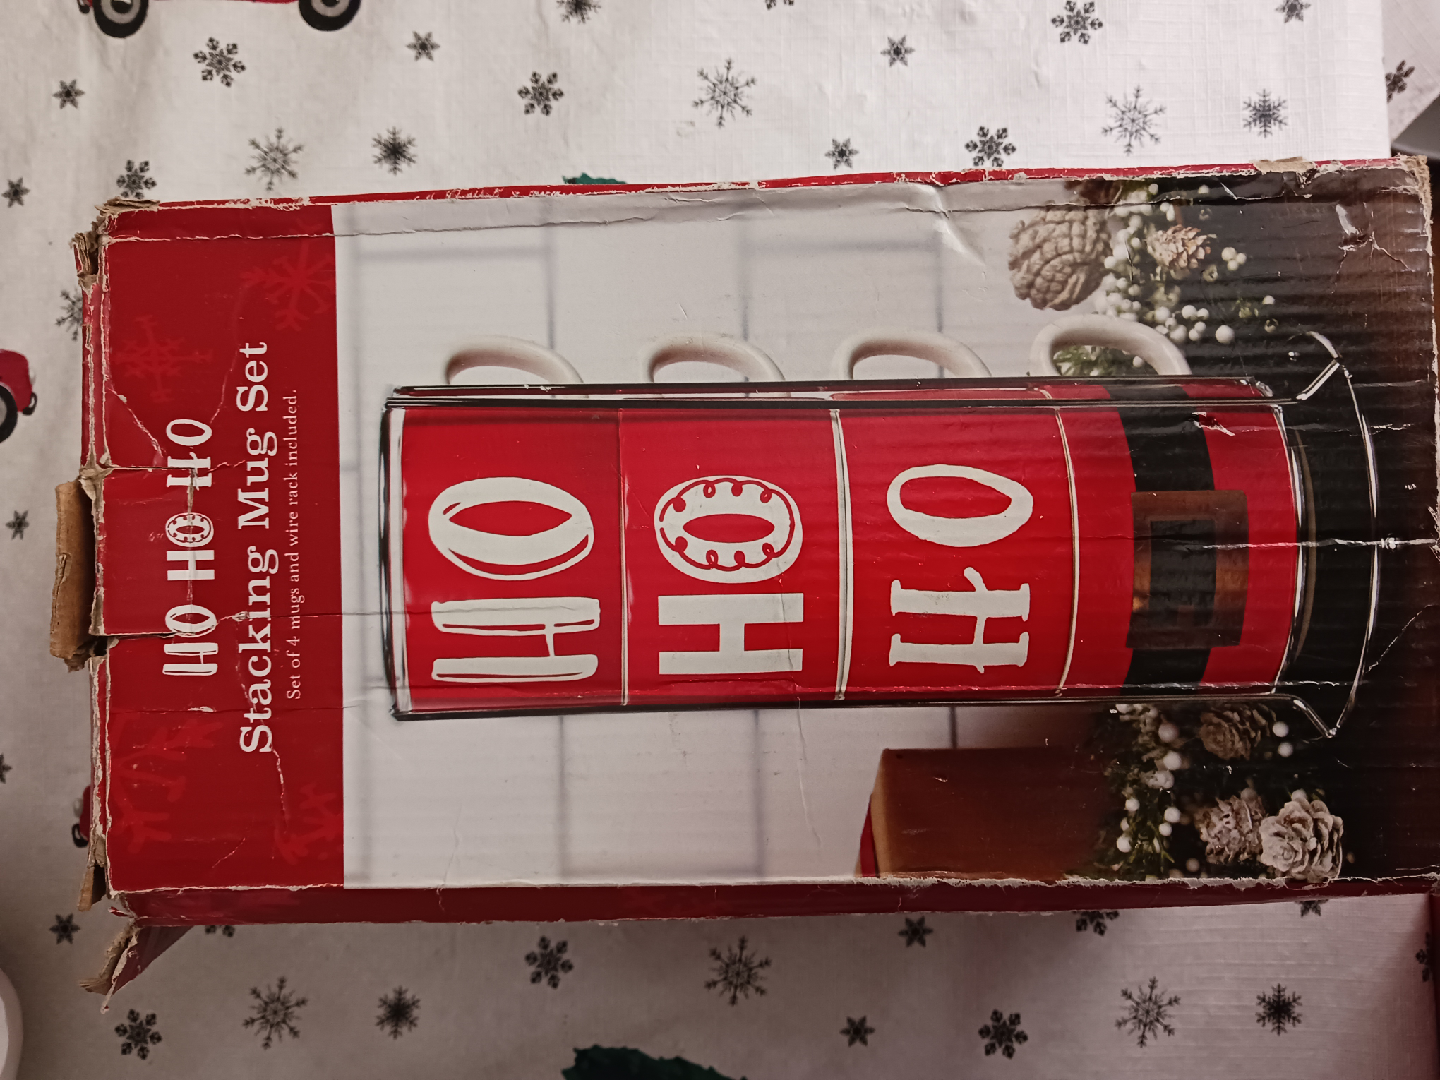 HO HO HO
Stacking Mug Set
Set of 4 mugs and wire rack included.
HO
HO
HO